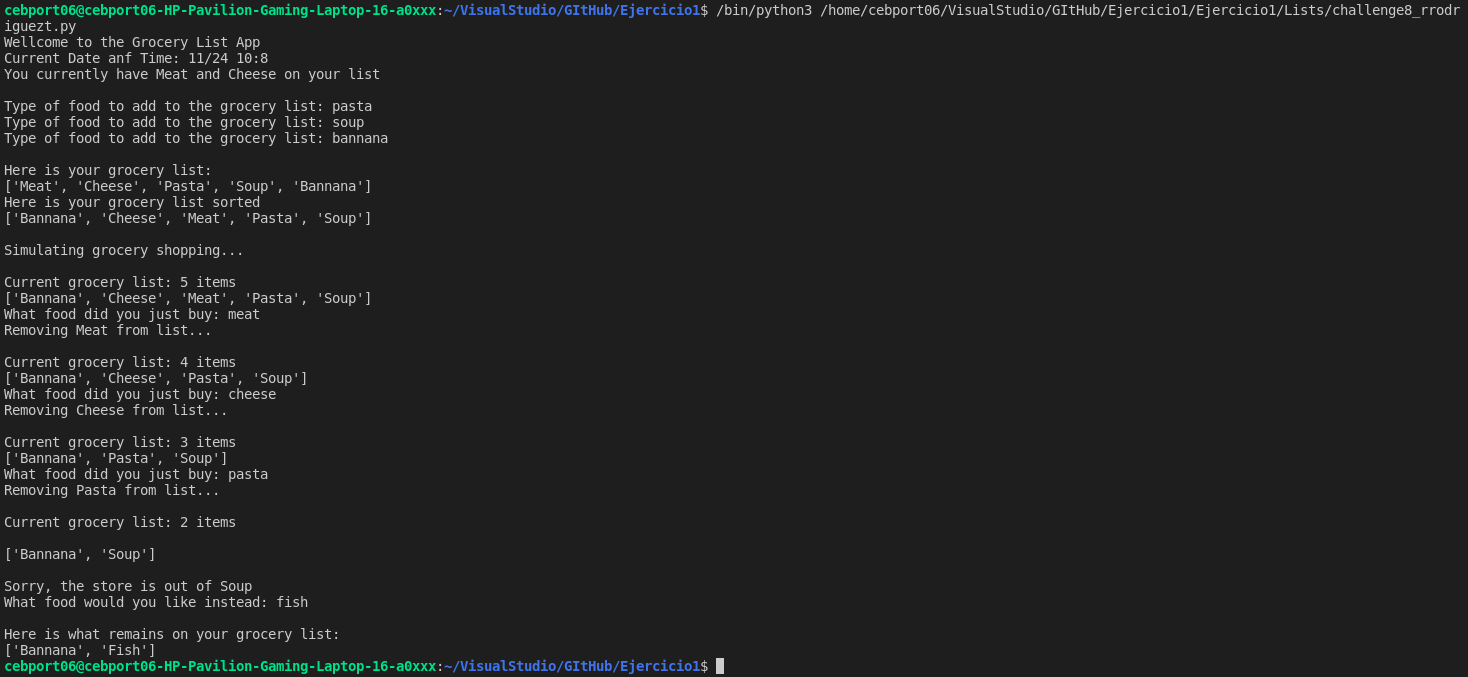 cebport06@cebport06-HP-Pavilion-Gaming-Laptop-16-a0xxx:~/VisualStudio/GItHub/Ejercicio1$ /bin/python3 /home/cebport06/VisualStudio/GItHub/Ejercicio1/Ejercicio1/Lists/challenge8_rrodr
iguezt.py
Wellcome to the Grocery List App
Current Date anf Time: 11/24 10:8
You currently have Meat and Cheese on your list

Type of food to add to the grocery list: pasta
Type of food to add to the grocery list: soup
Type of food to add to the grocery list: bannana

Here is your grocery list:
['Meat', 'Cheese', 'Pasta', 'Soup', 'Bannana']
Here is your grocery list sorted
['Bannana', 'Cheese', 'Meat', 'Pasta', 'Soup']

Simulating grocery shopping...

Current grocery list: 5 items
['Bannana', 'Cheese', 'Meat', 'Pasta', 'Soup']
What food did you just buy: meat
Removing Meat from list...

Current grocery list: 4 items
['Bannana', 'Cheese', 'Pasta', 'Soup']
What food did you just buy: cheese
Removing Cheese from list...

Current grocery list: 3 items
['Bannana', 'Pasta', 'Soup']
What food did you just buy: pasta
Removing Pasta from list...

Current grocery list: 2 items

['Bannana', 'Soup']

Sorry, the store is out of Soup
What food would you like instead: fish

Here is what remains on your grocery list:
['Bannana', 'Fish']
cebport06@cebport06-HP-Pavilion-Gaming-Laptop-16-a0xxx:~/VisualStudio/GItHub/Ejercicio1$